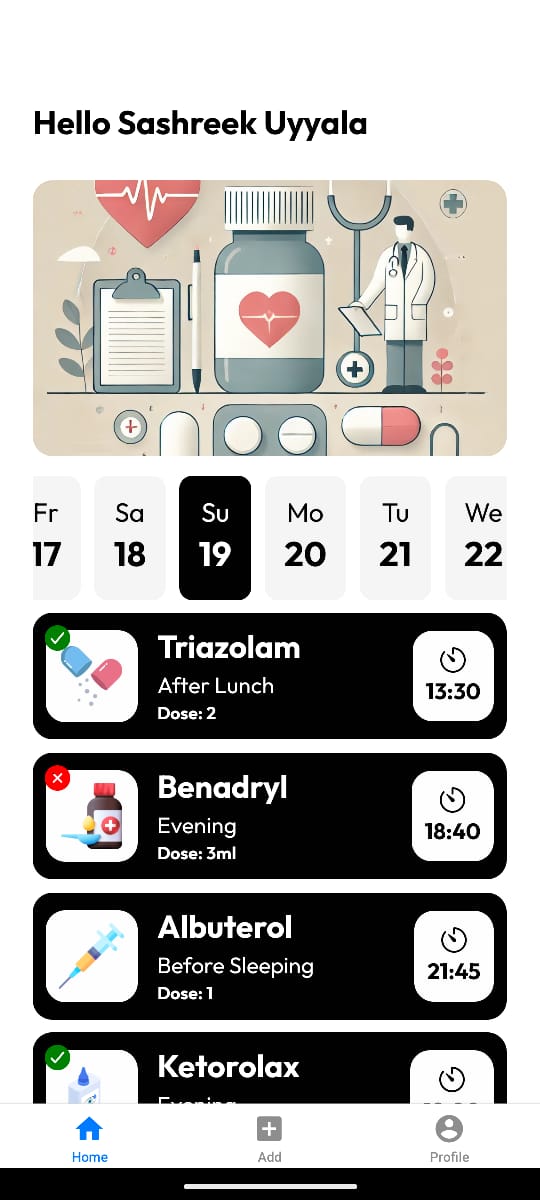 Hello Sashreek Uyyala
Fr Sa Su Mo Tu We
17 18 19 20 21 22
Triazolam
After Lunch
Dose: 2
13:30
Benadryl
Evening
Dose: 3ml
18:40
Albuterol
Before Sleeping
Dose: 1
21:45
Ketorolax
Evening
Home Add Profile